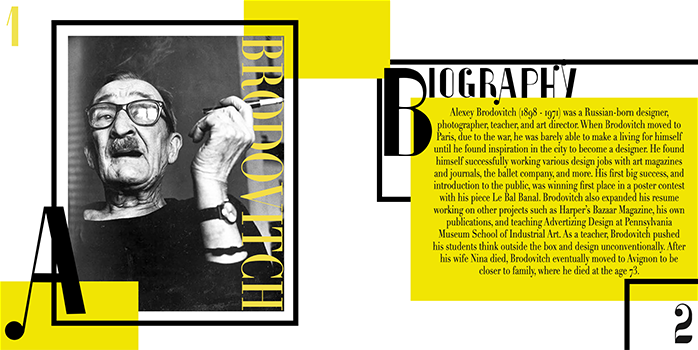 1
BRODOVITCH
A
BIOGRAPHY
Alexey Brodovitch (1898 - 1971) was a Russian-born designer,
photographer, teacher, and art director. When Brodovitch moved to
Paris, due to the war, he was barely able to make a living for himself
until he found inspiration in the city to become a designer. He found
himself successfully working various design jobs with art magazines
and journals, the ballet company, and more. His first big success, and
introduction to the public, was winning first place in a poster contest
with his piece Le Bal Banal. Brodovitch also expanded his resume
working on other projects such as Harper's Bazaar Magazine, his own
publications, and teaching Advertizing Design at Pennsylvania
Museum School of Industrial Art. As a teacher, Brodovitch pushed
his students think outside the box and design unconventionally. After
his wife Nina died, Brodovitch eventually moved to Avignon to be
closer to family, where he died at the age 73.
2